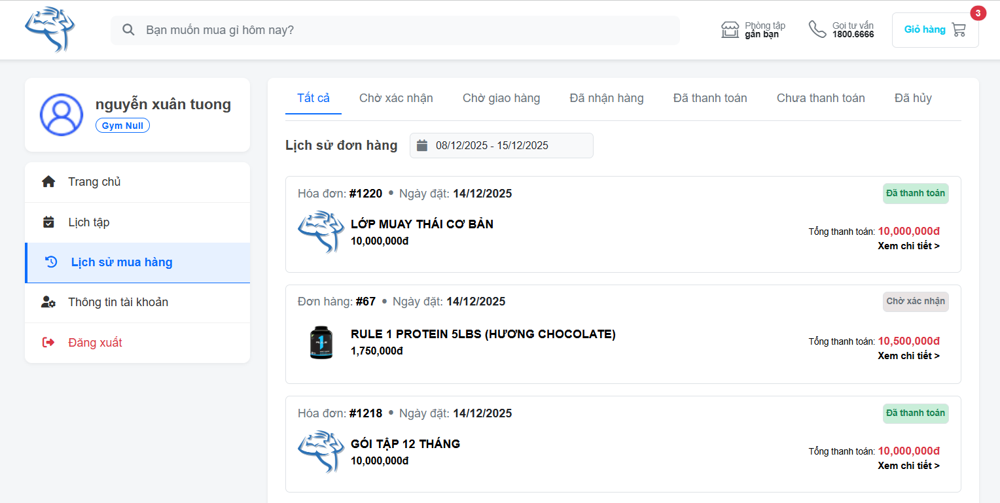 Bạn muốn mua gì hôm nay?
Phòng tập
gần bạn
Gọi tư vấn
1800.6666
Giỏ hàng
3
nguyễn xuân tuong
Gym Null
Trang chủ
Lịch tập
Lịch sử mua hàng
Thông tin tài khoản
Đăng xuất
Tất cả Chờ xác nhận Chờ giao hàng Đã nhận hàng Đã thanh toán Chưa thanh toán Đã hủy
Lịch sử đơn hàng 08/12/2025 - 15/12/2025
Hóa đơn: #1220 • Ngày đặt: 14/12/2025 Đã thanh toán
LỚP MUAY THÁI CƠ BẢN
10,000,000đ
Tổng thanh toán: 10,000,000đ
Xem chi tiết >
Đơn hàng: #67 • Ngày đặt: 14/12/2025 Chờ xác nhận
RULE 1 PROTEIN 5LBS (HƯƠNG CHOCOLATE)
1,750,000đ
Tổng thanh toán: 10,500,000đ
Xem chi tiết >
Hóa đơn: #1218 • Ngày đặt: 14/12/2025 Đã thanh toán
GÓI TẬP 12 THÁNG
10,000,000đ
Tổng thanh toán: 10,000,000đ
Xem chi tiết >